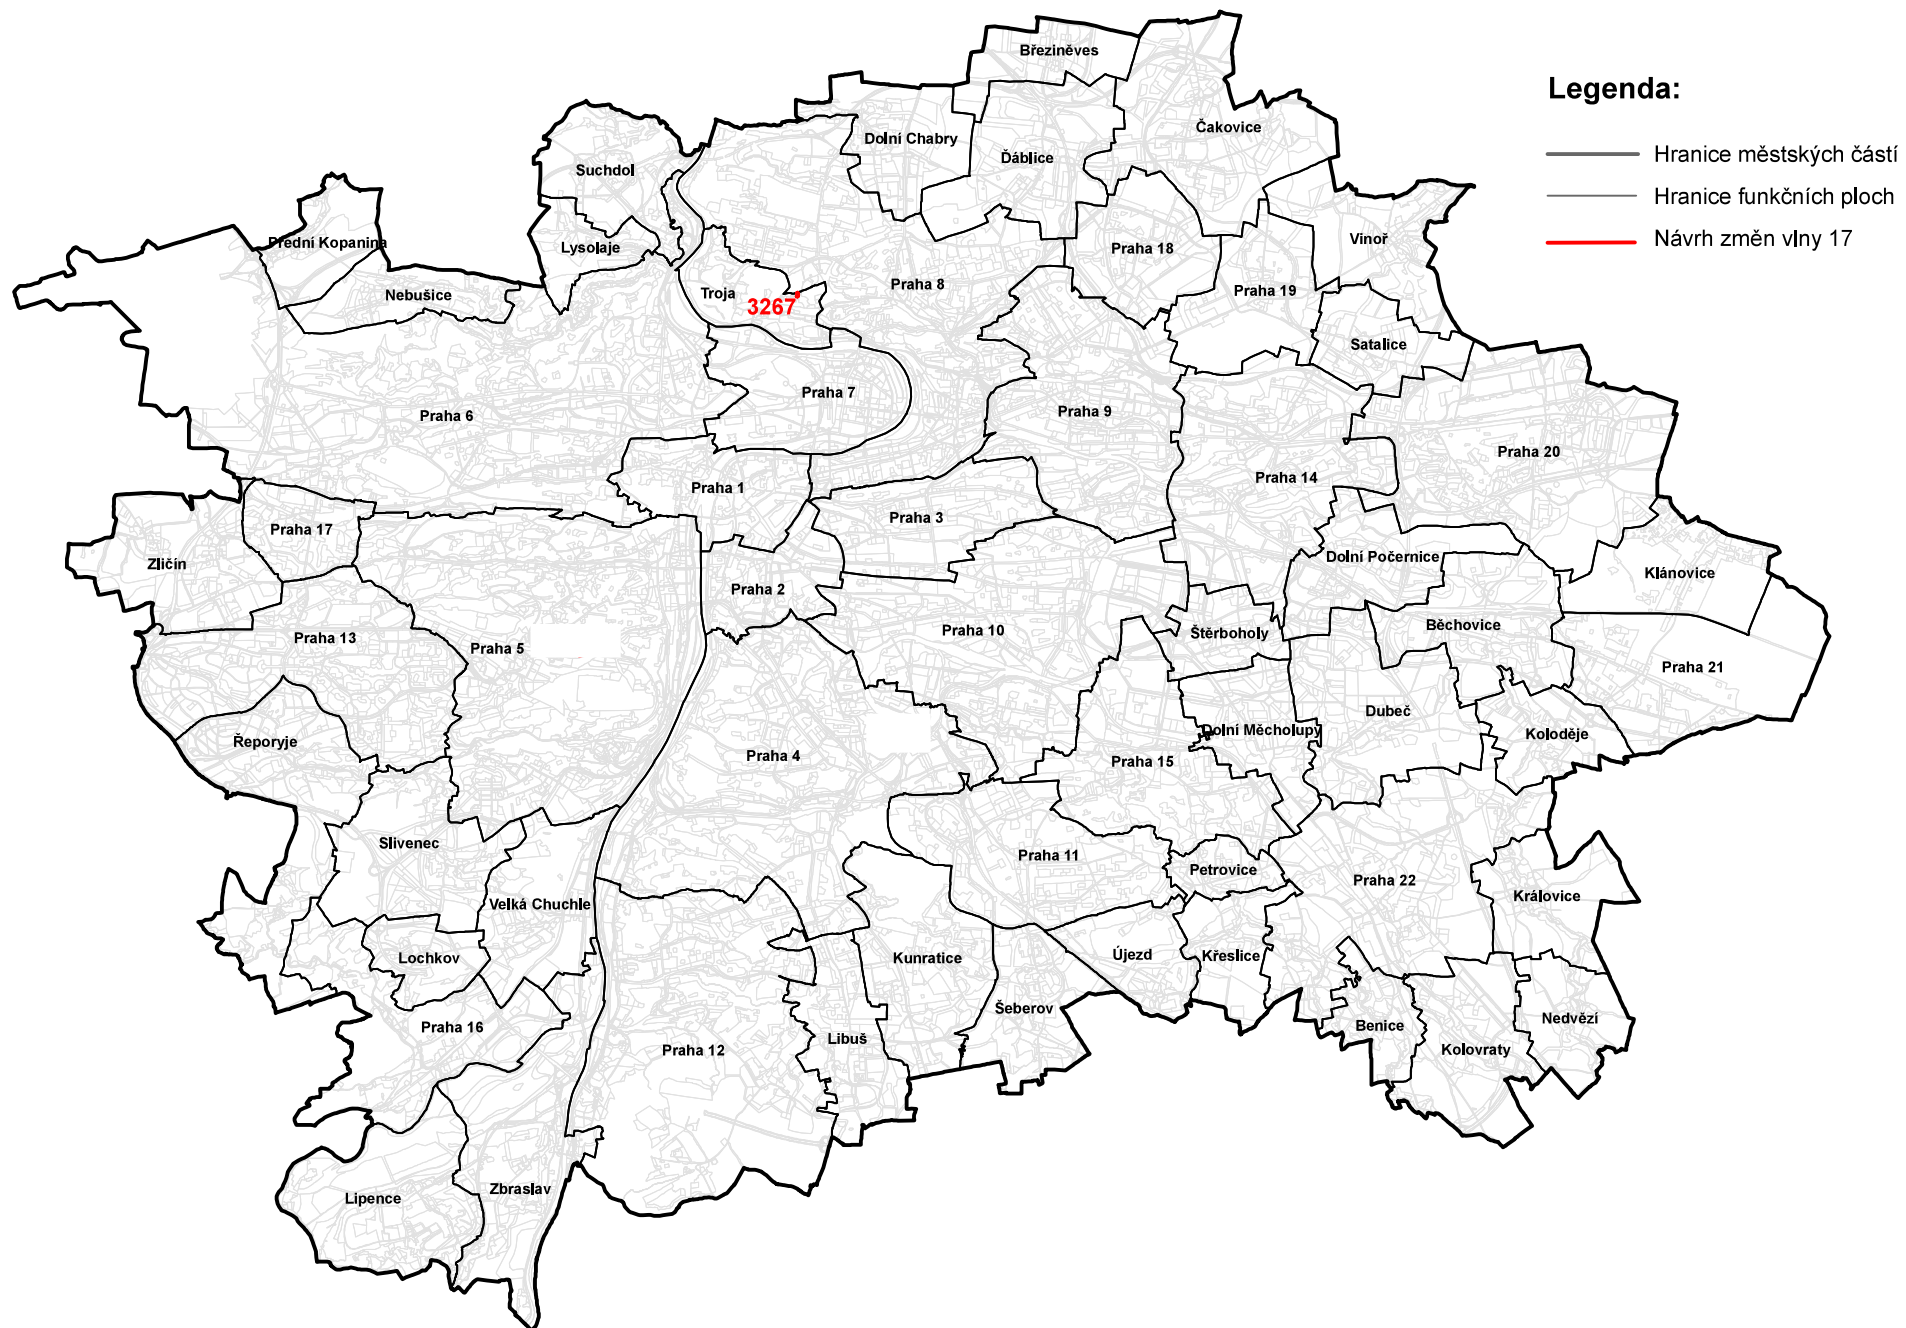 Březiněves
Legenda:
Čakovice
Dolní Chabry
Ďáblice
Hranice městských částí
Suchdol
Hranice funkčních ploch
Přední Kopanina
Lysolaje
Praha 18
Vinoř
Návrh změn vlny 17
Nebušice
Troja
Praha 8
Praha 19
3267
Satalice
Praha 7
Praha 6
Praha 9
Praha 20
Praha 1
Praha 14
Praha 17
Praha 3
Zličín
Dolní Počernice
Klánovice
Praha 2
Praha 13
Praha 5
Praha 10
Štěrboholy
Běchovice
Praha 21
Řeporyje
Dubeč
Dolní Měcholupy
Koloděje
Praha 4
Praha 15
Slivenec
Praha 11
Petrovice
Praha 22
Královice
Velká Chuchle
Lochkov
Kunratice
Újezd
Křeslice
Praha 16
Šeberov
Benice
Nedvězí
Praha 12
Libuš
Kolovraty
Lipence
Zbraslav